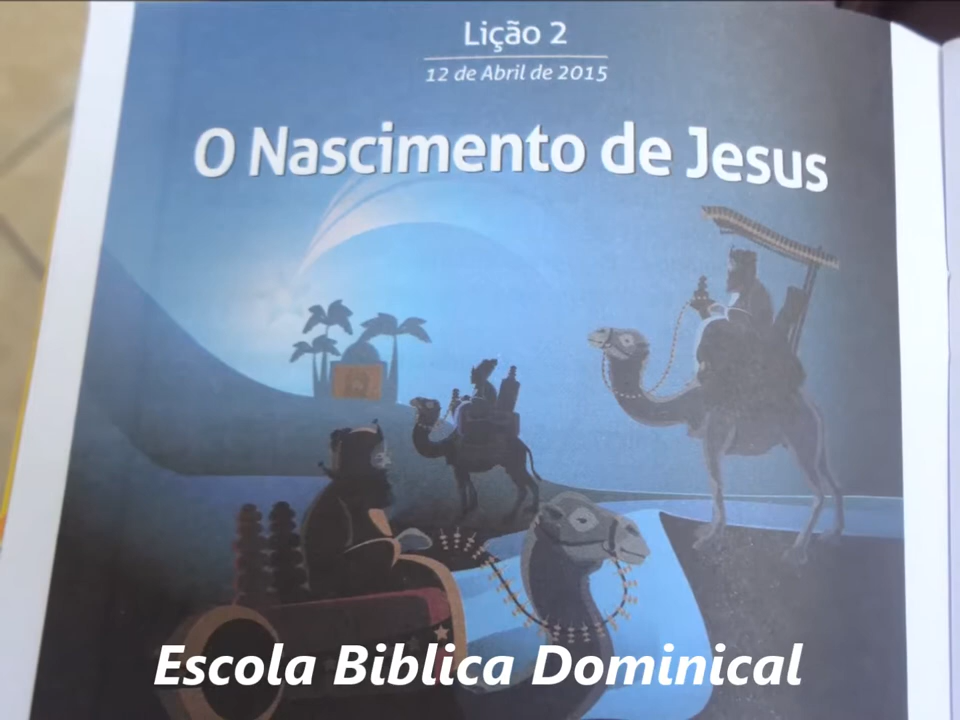 Lição 2
12 de Abril de 2015
O Nascimento de Jesus
Escola Biblica Dominical